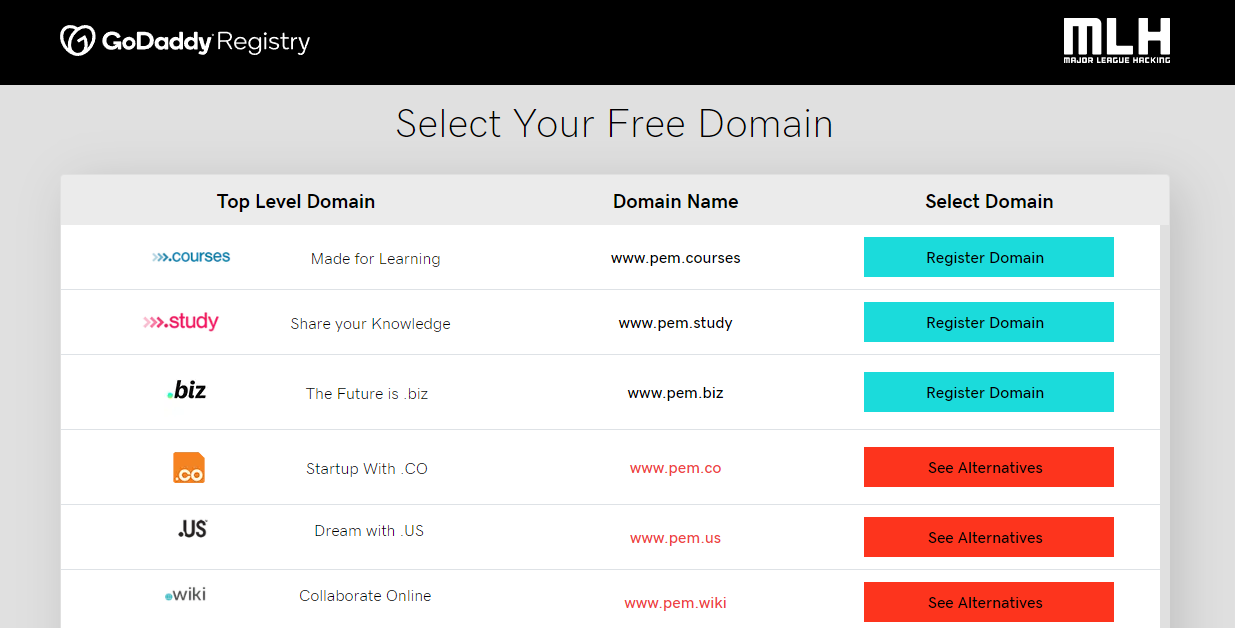 GoDaddy Registry
MLH
MAJOR LEAGUE HACKING
Select Your Free Domain
Top Level Domain Domain Name Select Domain
.courses Made for Learning www.pem.courses Register Domain
.study Share your Knowledge www.pem.study Register Domain
.biz The Future is .biz www.pem.biz Register Domain
.co Startup With .CO www.pem.co See Alternatives
.US Dream with .US www.pem.us See Alternatives
.wiki Collaborate Online www.pem.wiki See Alternatives